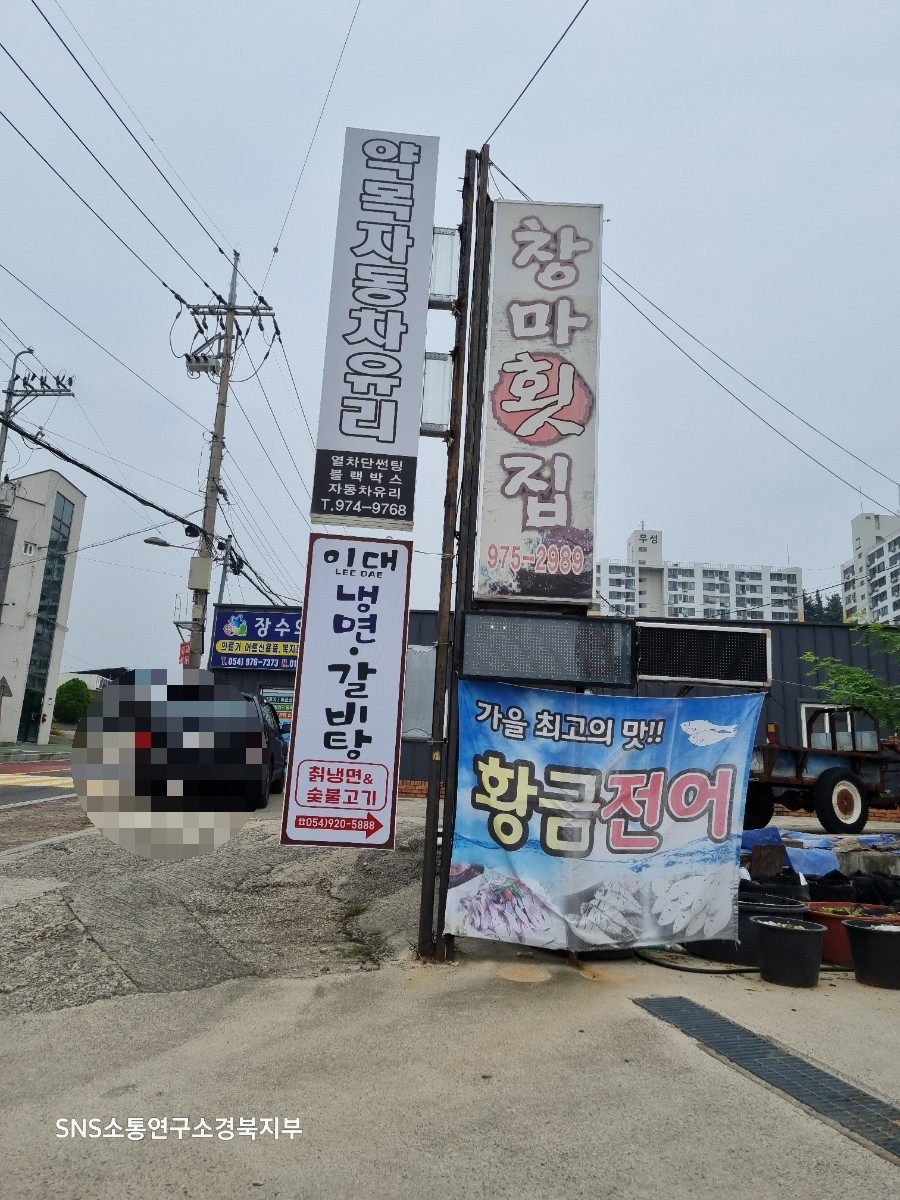 약목자동차유리
열차단썬팅
블랙박스
자동차유리
T.974-9768
창마횟집
975-2989
이대
LEE DAE
냉면·갈비탕
칡냉면&
숯불고기
☎054)920-5888
장수
(054) 976-7373
무성
가을 최고의 맛!!
황금전어
SNS소통연구소경북지부